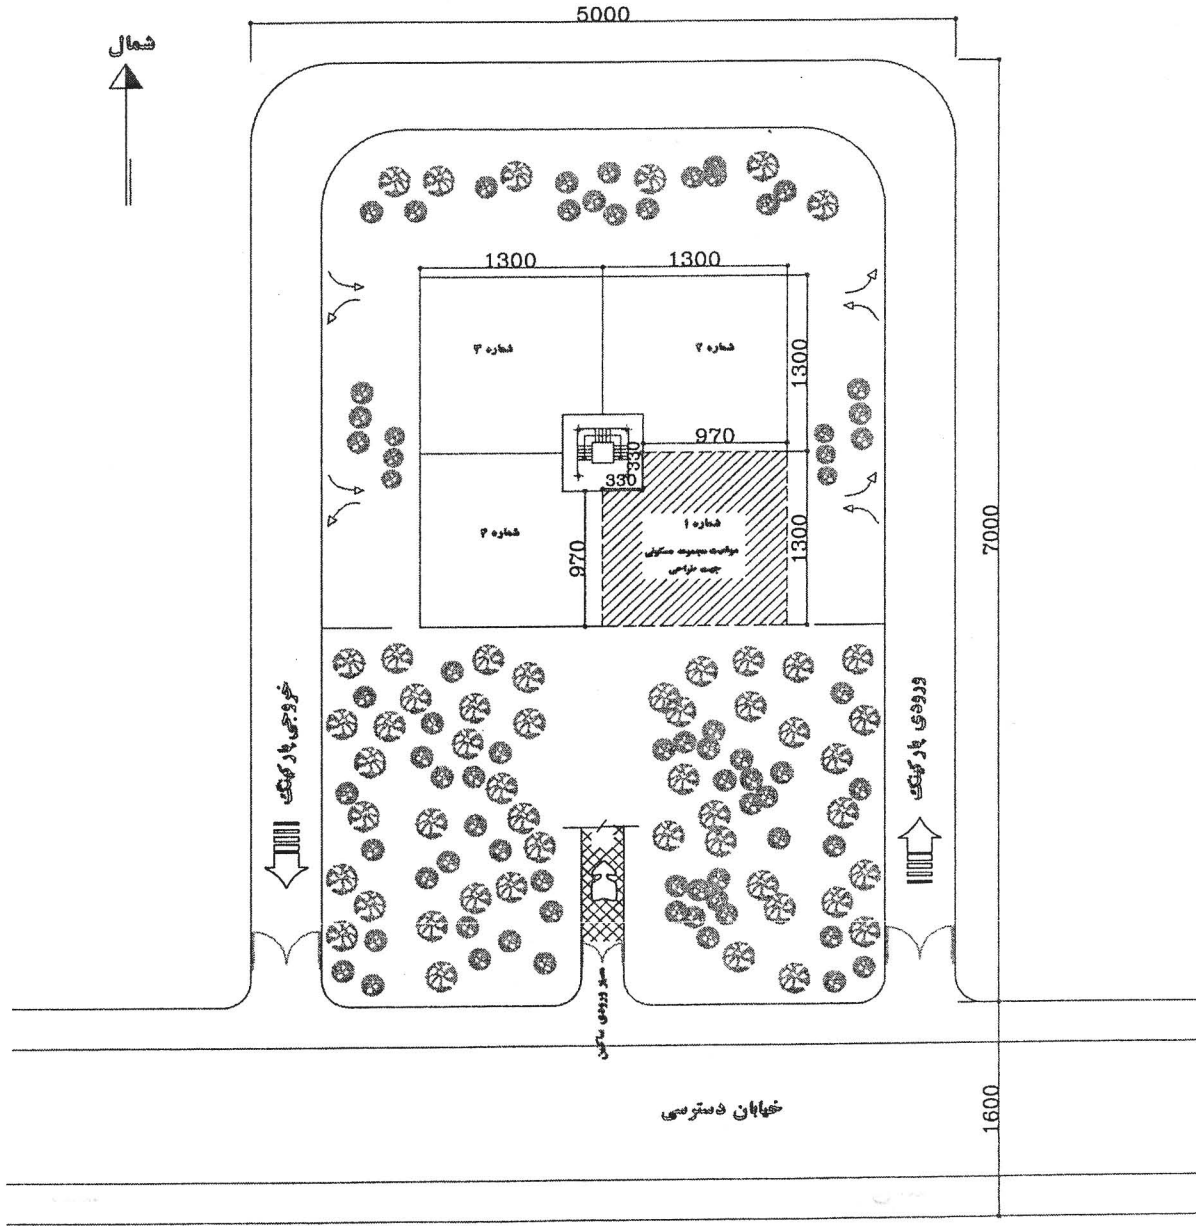 5000
شمال
1300
1300
شماره ۳
شماره ۲
1300
970
330
330
شماره ۱
موقعیت مجموعه مسکونی
جهت طراحی
شماره ۴
970
1300
7000
خروجی پارکینگ
ورودی پارکینگ
مسیر ورودی ساکنین
خیابان دسترسی
1600